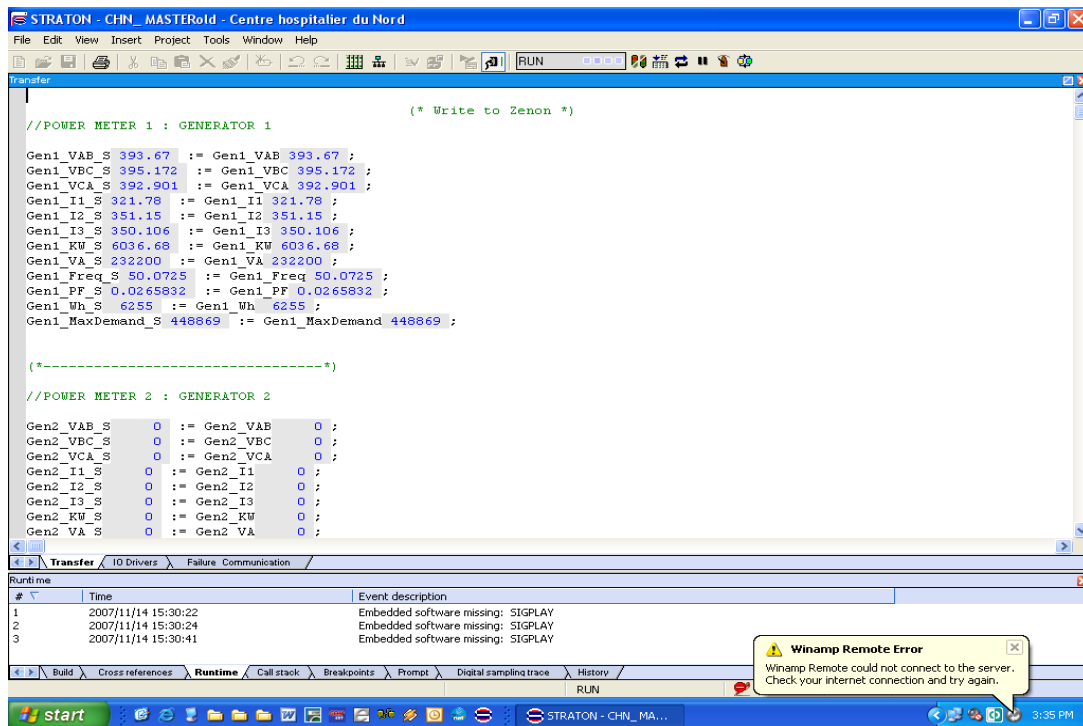 STRATON - CHN_ MASTERold - Centre hospitalier du Nord
File Edit View Insert Project Tools Window Help
RUN
Transfer
(* Write to Zenon *)
//POWER METER 1 : GENERATOR 1
Gen1_VAB_S 393.67 := Gen1_VAB 393.67 ;
Gen1_VBC_S 395.172 := Gen1_VBC 395.172 ;
Gen1_VCA_S 392.901 := Gen1_VCA 392.901 ;
Gen1_I1_S 321.78 := Gen1_I1 321.78 ;
Gen1_I2_S 351.15 := Gen1_I2 351.15 ;
Gen1_I3_S 350.106 := Gen1_I3 350.106 ;
Gen1_KW_S 6036.68 := Gen1_KW 6036.68 ;
Gen1_VA_S 232200 := Gen1_VA 232200 ;
Gen1_Freq_S 50.0725 := Gen1_Freq 50.0725 ;
Gen1_PF_S 0.0265832 := Gen1_PF 0.0265832 ;
Gen1_Wh_S 6255 := Gen1_Wh 6255 ;
Gen1_MaxDemand_S 448869 := Gen1_MaxDemand 448869 ;
(*---------------------------------*)
//POWER METER 2 : GENERATOR 2
Gen2_VAB_S 0 := Gen2_VAB 0 ;
Gen2_VBC_S 0 := Gen2_VBC 0 ;
Gen2_VCA_S 0 := Gen2_VCA 0 ;
Gen2_I1_S 0 := Gen2_I1 0 ;
Gen2_I2_S 0 := Gen2_I2 0 ;
Gen2_I3_S 0 := Gen2_I3 0 ;
Gen2_KW_S 0 := Gen2_KW 0 ;
Gen2_VA_S 0 := Gen2_VA 0 ;
Transfer IO Drivers Failure Communication
Runtime
# Time Event description
1 2007/11/14 15:30:22 Embedded software missing: SIGPLAY
2 2007/11/14 15:30:24 Embedded software missing: SIGPLAY
3 2007/11/14 15:30:41 Embedded software missing: SIGPLAY
Build Cross references Runtime Call stack Breakpoints Prompt Digital sampling trace History
RUN
Winamp Remote Error
Winamp Remote could not connect to the server.
Check your internet connection and try again.
start
STRATON - CHN_ MA...
3:35 PM